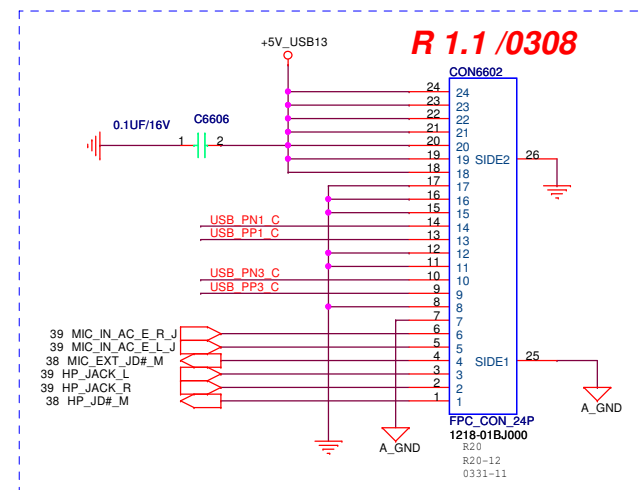 R 1.1 /0308
+5V_USB13
CON6602
0.1UF/16V
C6606
1 2
24 24
23 23
22 22
21 21
20 20
19 19 SIDE2 26
18 18
17 17
16 16
15 15
USB_PN1_C 14 14
USB_PP1_C 13 13
12 12
11 11
USB_PN3_C 10 10
USB_PP3_C 9 9
8 8
7 7
39 MIC_IN_AC_E_R_J 6 6
39 MIC_IN_AC_E_L_J 5 5
38 MIC_EXT_JD#_M 4 4 SIDE1 25
39 HP_JACK_L 3 3
39 HP_JACK_R 2 2
38 HP_JD#_M 1 1
A_GND
A_GND
FPC_CON_24P
1218-01BJ000
R20
R20-12
0331-11